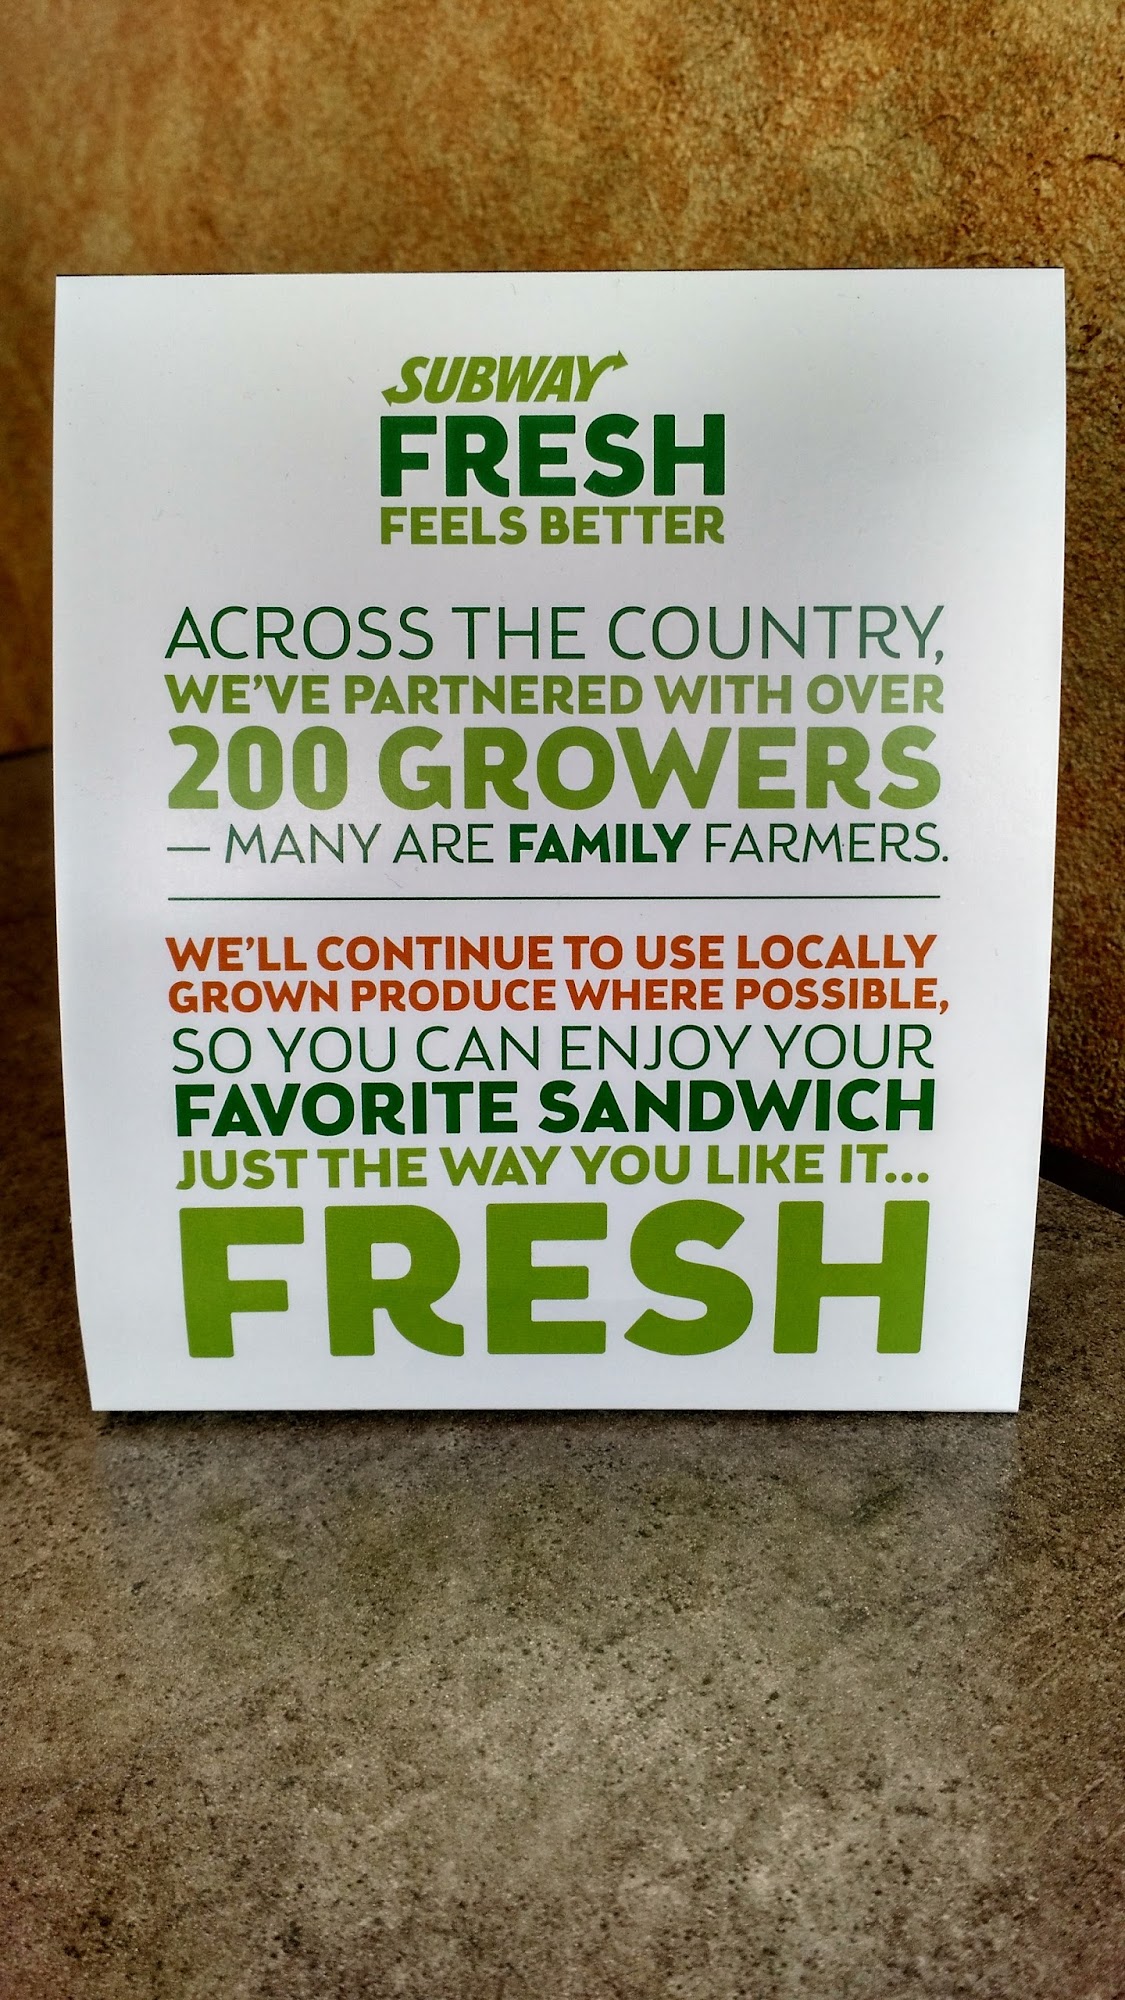 SUBWAY
FRESH
FEELS BETTER
ACROSS THE COUNTRY,
WE'VE PARTNERED WITH OVER
200 GROWERS
— MANY ARE FAMILY FARMERS.
WE'LL CONTINUE TO USE LOCALLY
GROWN PRODUCE WHERE POSSIBLE,
SO YOU CAN ENJOY YOUR
FAVORITE SANDWICH
JUST THE WAY YOU LIKE IT...
FRESH